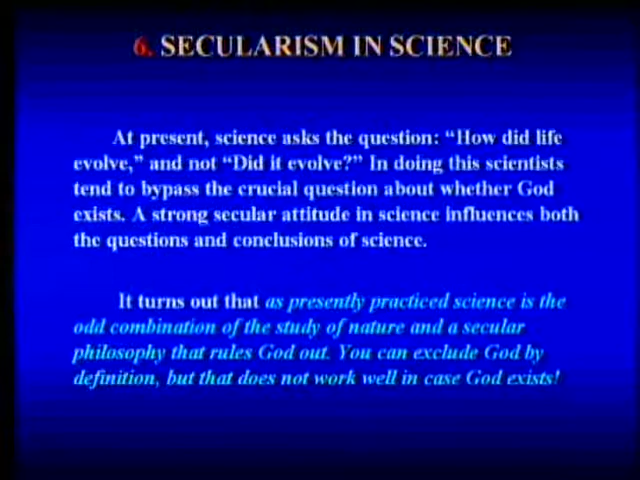 6. SECULARISM IN SCIENCE
At present, science asks the question: “How did life
evolve,” and not “Did it evolve?” In doing this scientists
tend to bypass the crucial question about whether God
exists. A strong secular attitude in science influences both
the questions and conclusions of science.
It turns out that as presently practiced science is the
odd combination of the study of nature and a secular
philosophy that rules God out. You can exclude God by
definition, but that does not work well in case God exists!